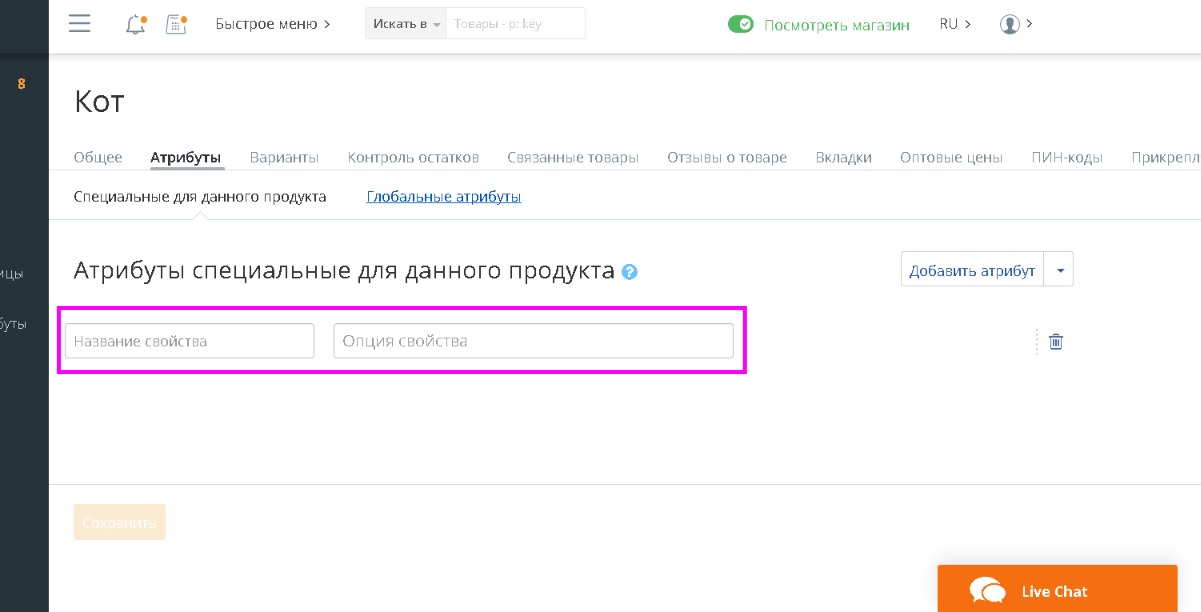 Быстрое меню >
Искать в
Товары - p: key
Посмотреть магазин
RU >
8
Кот
Общее Атрибуты Варианты Контроль остатков Связанные товары Отзывы о товаре Вкладки Оптовые цены ПИН-коды Прикрепл
Специальные для данного продукта Глобальные атрибуты
ицы
Атрибуты специальные для данного продукта ?
Добавить атрибут
буты
Название свойства Опция свойства
Сохранить
Live Chat